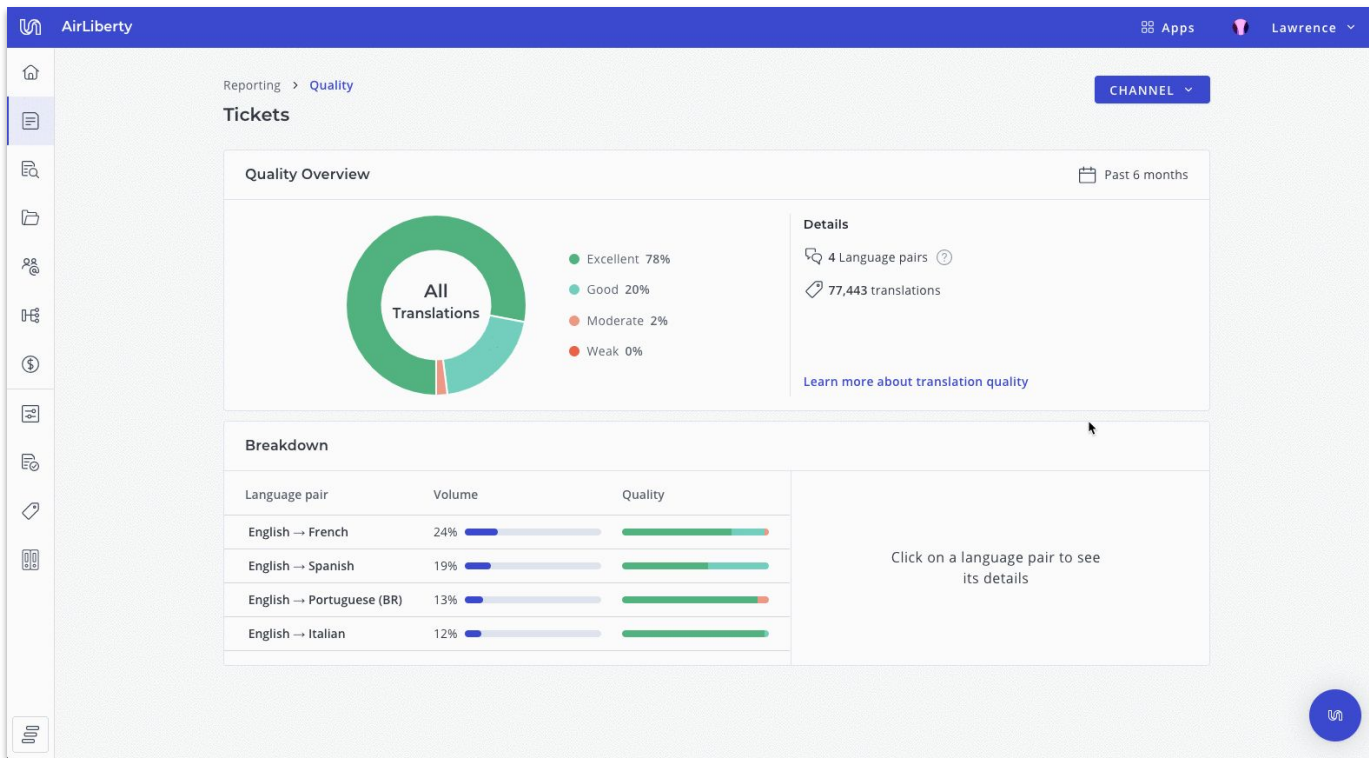 AirLiberty
Apps
Lawrence
Reporting > Quality
CHANNEL
Tickets
Quality Overview
Past 6 months
All
Translations
Excellent 78%
Good 20%
Moderate 2%
Weak 0%
Details
4 Language pairs ?
77,443 translations
Learn more about translation quality
Breakdown
Language pair Volume Quality
English → French 24%
English → Spanish 19%
English → Portuguese (BR) 13%
English → Italian 12%
Click on a language pair to see
its details